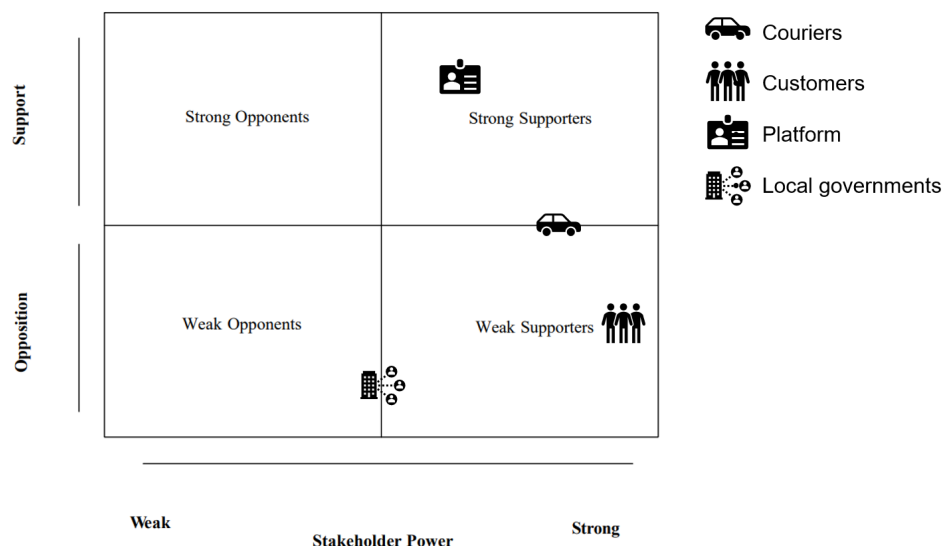 Support
Strong Opponents
Strong Supporters
Couriers
Customers
Platform
Local governments
Opposition
Weak Opponents
Weak Supporters
Weak
Stakeholder Power
Strong